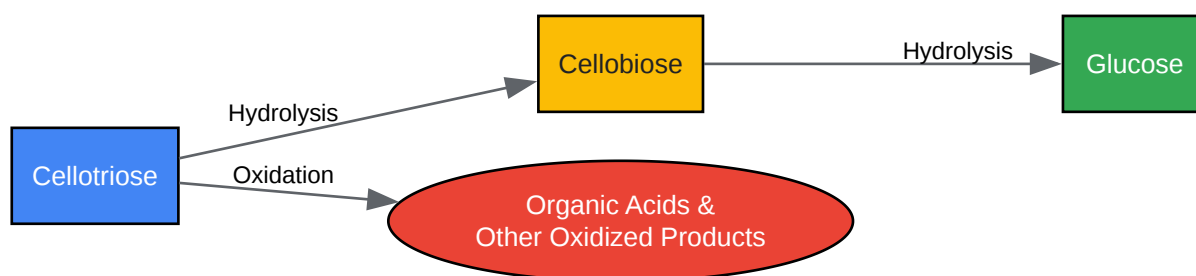 Cellotriose
Hydrolysis
Oxidation
Cellobiose
Organic Acids &
Other Oxidized Products
Hydrolysis
Glucose